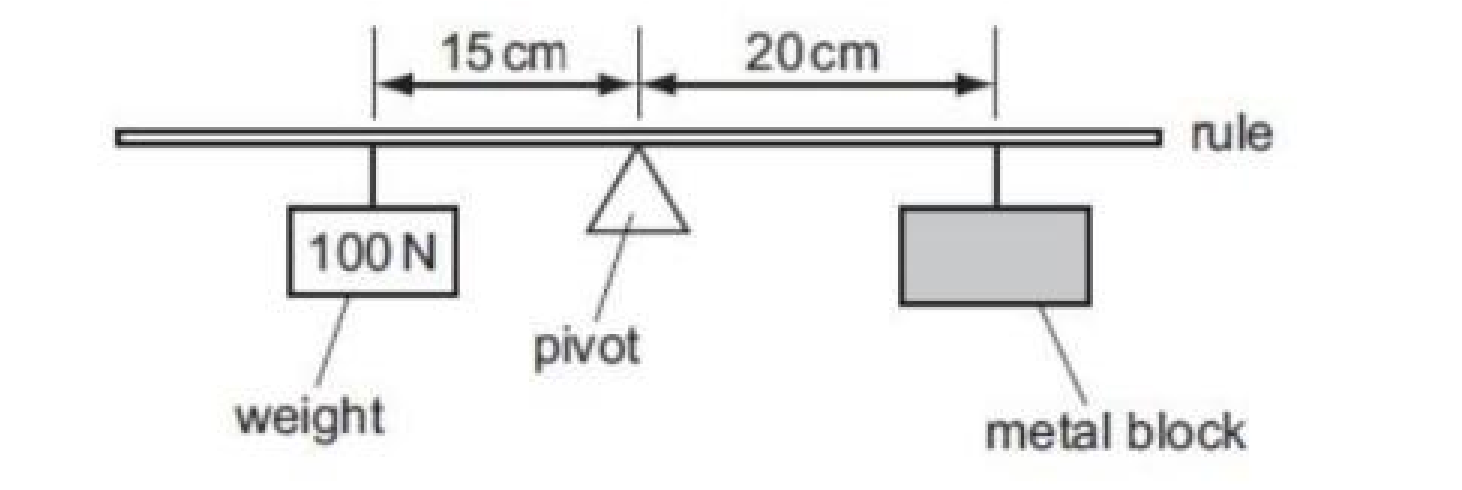 15 cm 20 cm
rule
100 N
pivot
weight
metal block